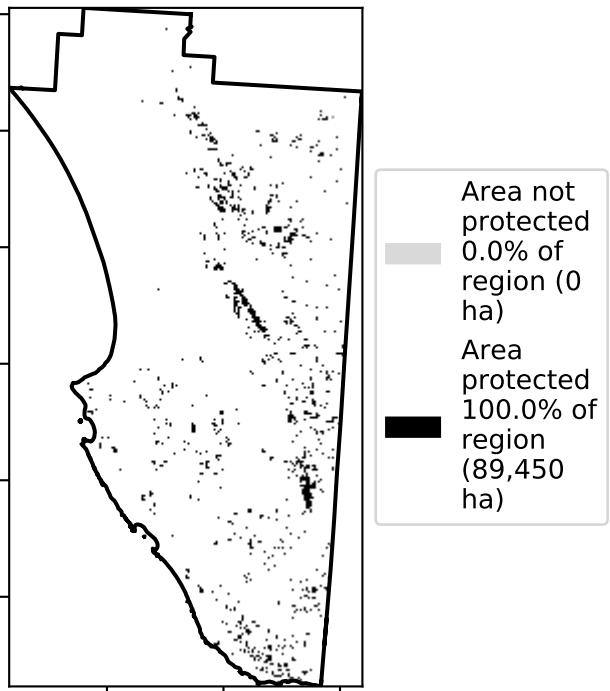 Area not
protected
0.0% of
region (0
ha)
Area
protected
100.0% of
region
(89,450
ha)